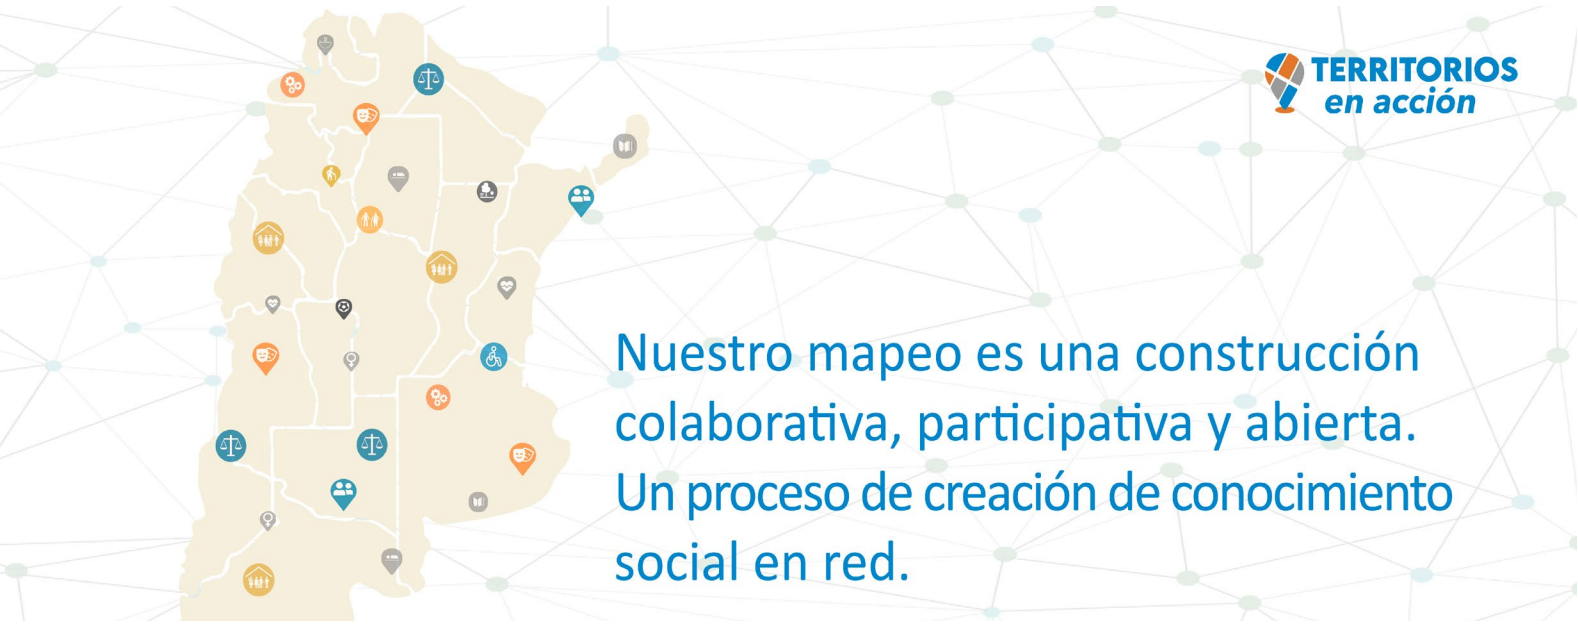 TERRITORIOS
en acción
Nuestro mapeo es una construcción
colaborativa, participativa y abierta.
Un proceso de creación de conocimiento
social en red.